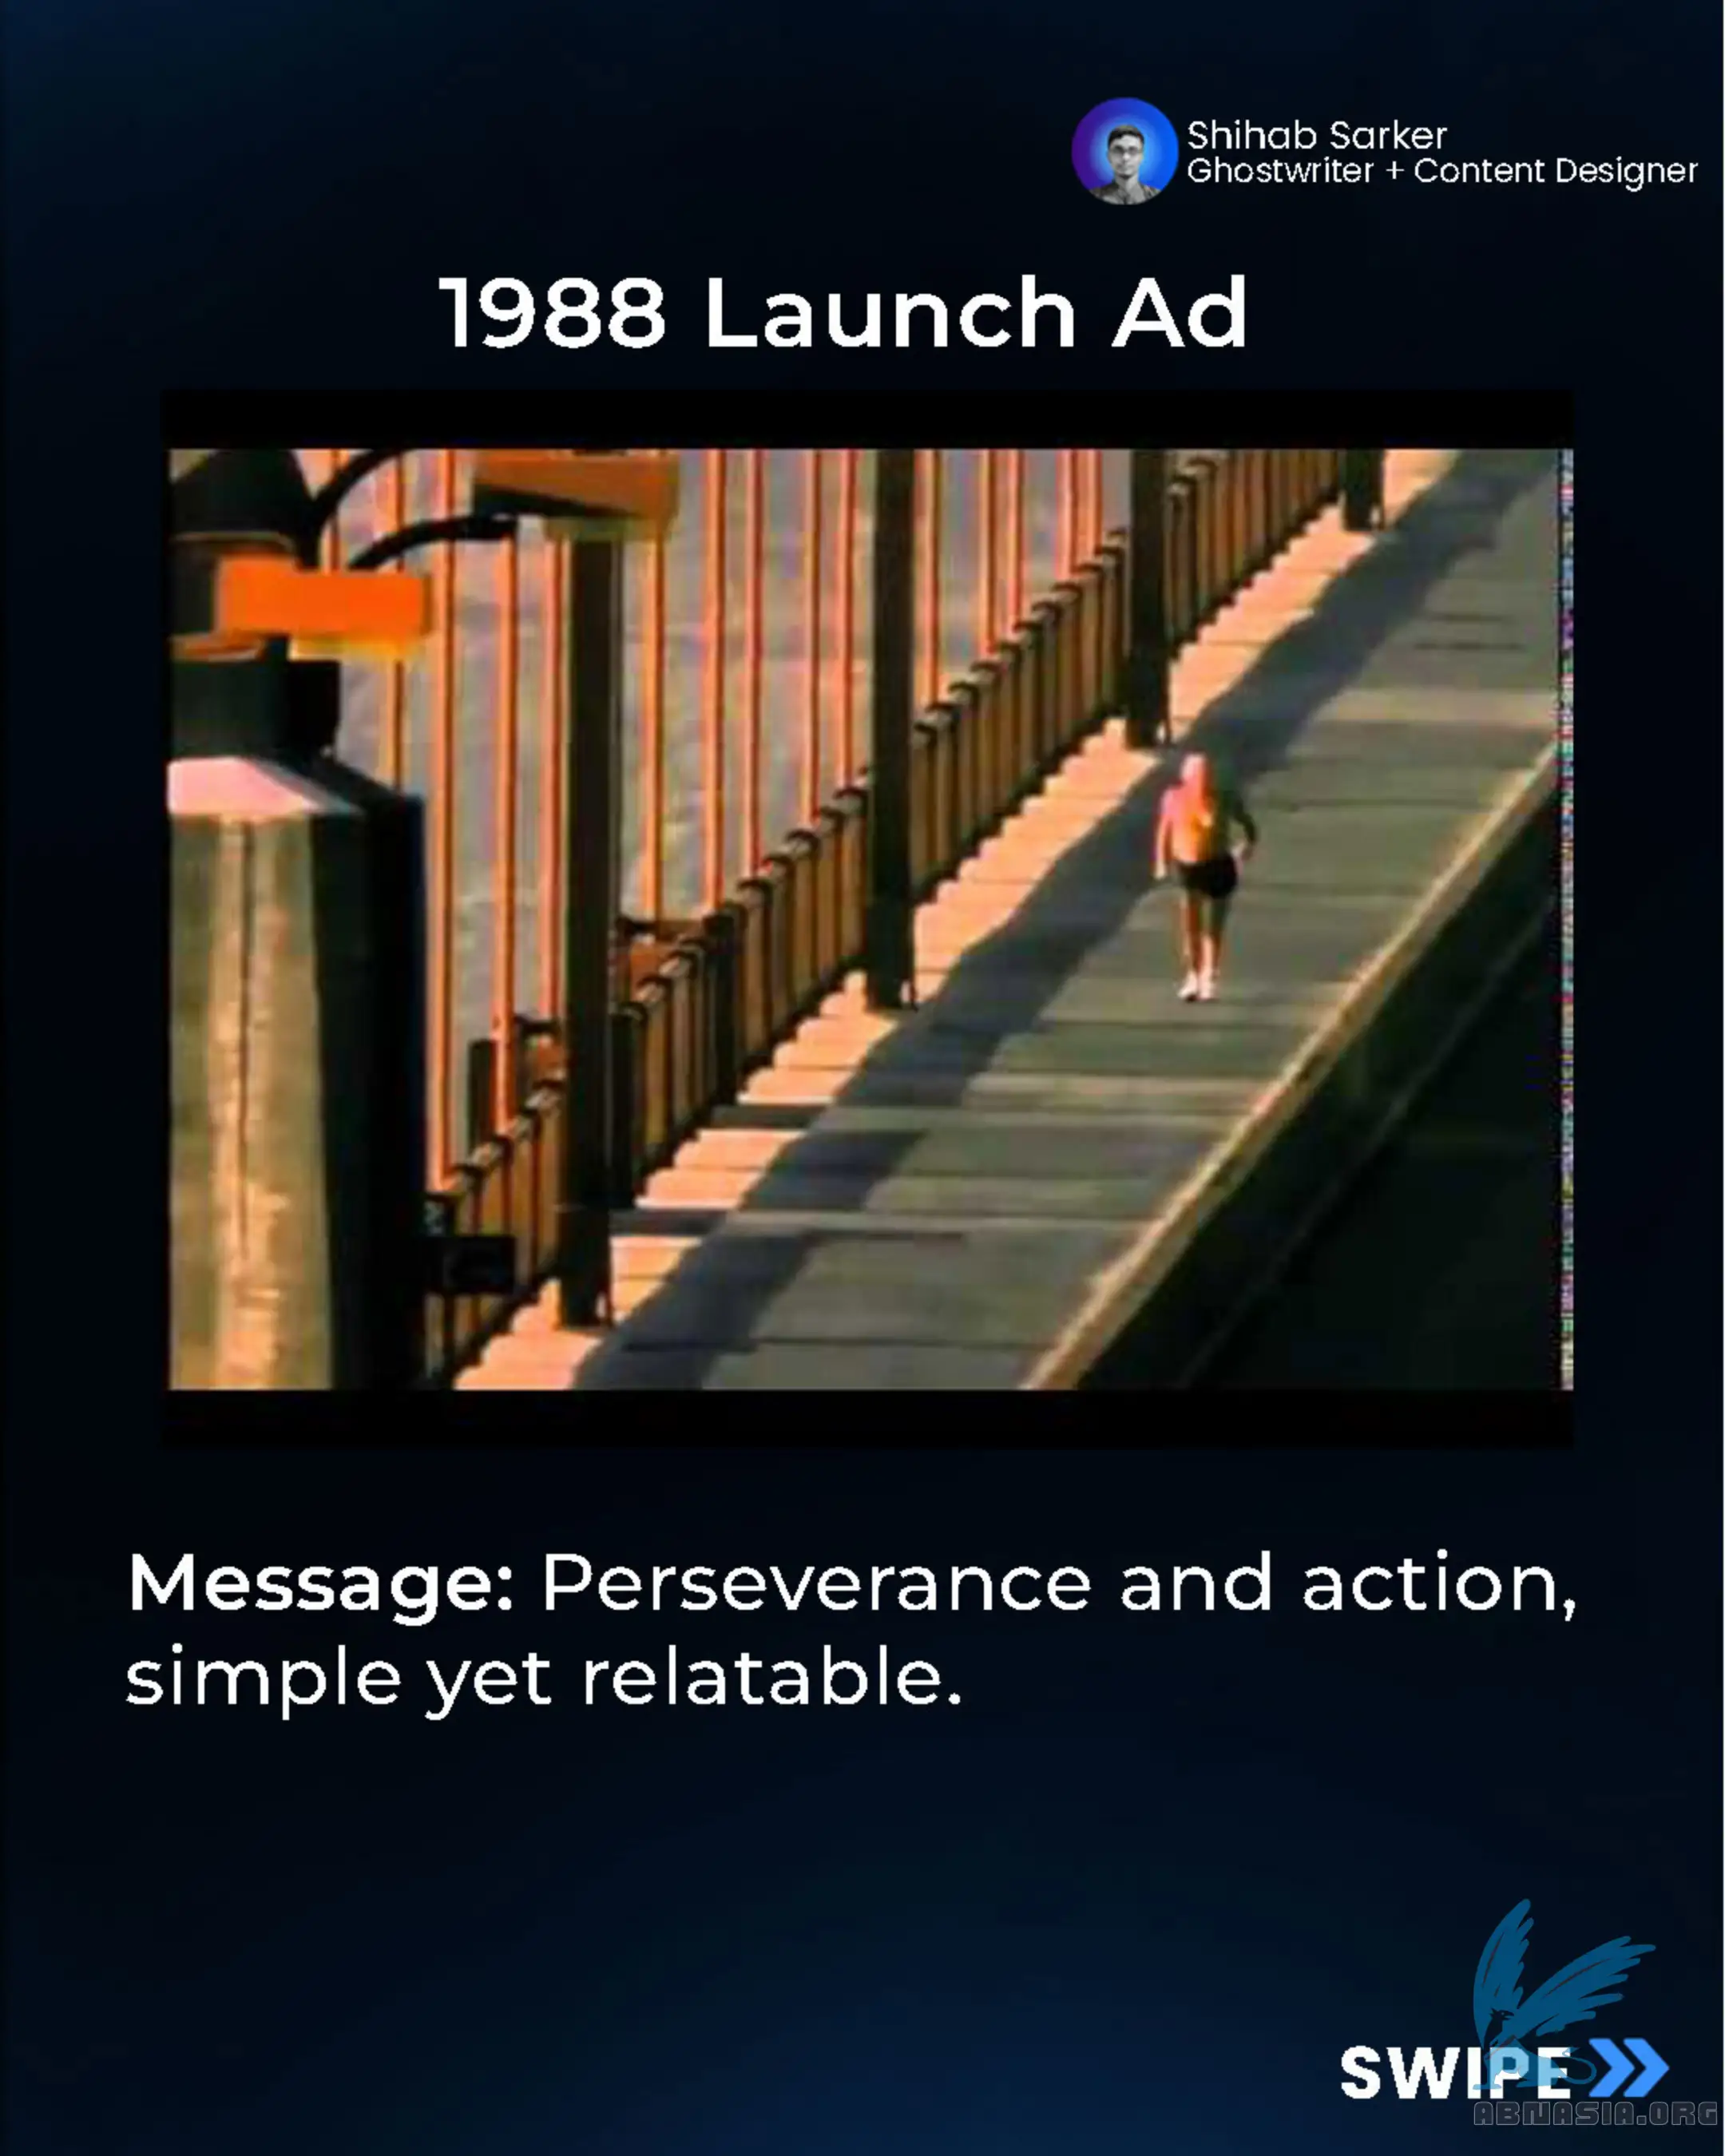 Shihab Sarker
Ghostwriter + Content Designer
1988 Launch Ad
Message: Perseverance and action,
simple yet relatable.
SWIPE
ABNASIA.ORG